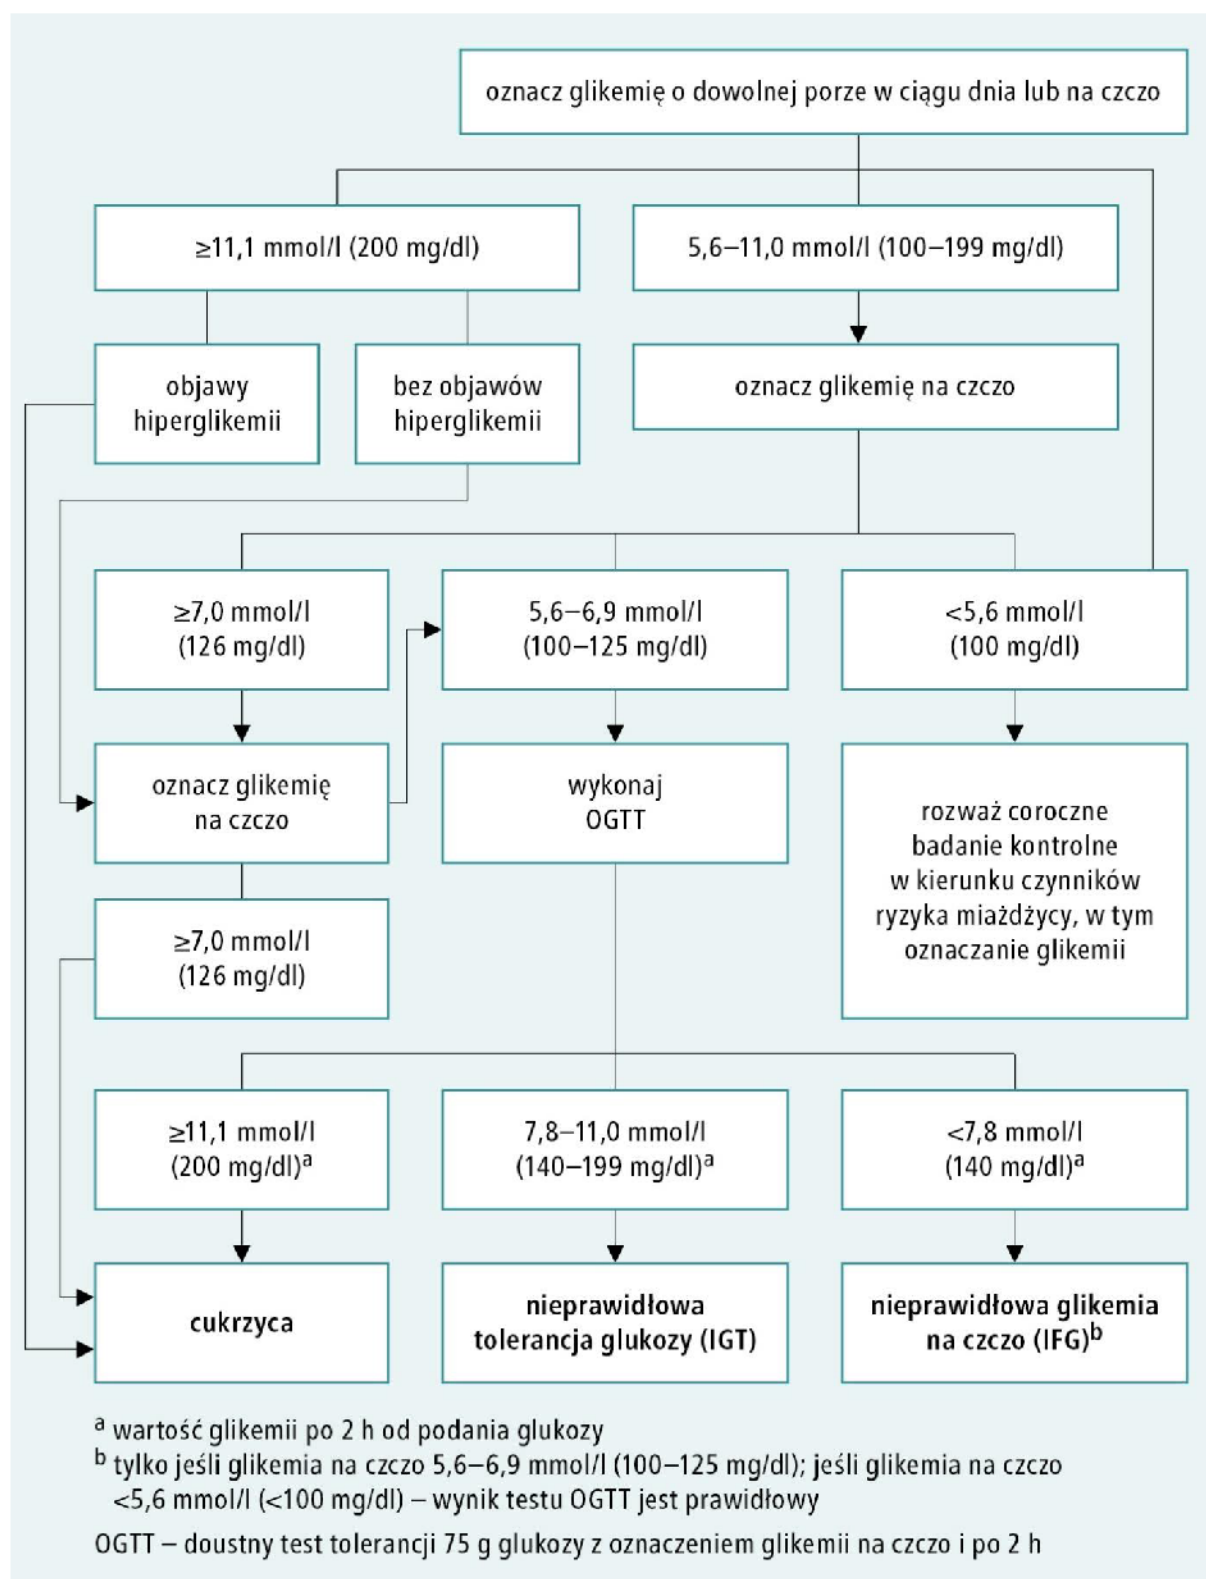 oznacz glikemię o dowolnej porze w ciągu dnia lub na czczo
≥11,1 mmol/l (200 mg/dl)
5,6–11,0 mmol/l (100–199 mg/dl)
objawy
hiperglikemii
bez objawów
hiperglikemii
oznacz glikemię na czczo
≥7,0 mmol/l
(126 mg/dl)
5,6–6,9 mmol/l
(100–125 mg/dl)
<5,6 mmol/l
(100 mg/dl)
oznacz glikemię
na czczo
wykonaj
OGTT
rozważ coroczne
badanie kontrolne
w kierunku czynników
ryzyka miażdżycy, w tym
oznaczanie glikemii
≥7,0 mmol/l
(126 mg/dl)
≥11,1 mmol/l
(200 mg/dl)a
7,8–11,0 mmol/l
(140–199 mg/dl)a
<7,8 mmol/l
(140 mg/dl)a
cukrzyca
nieprawidłowa
tolerancja glukozy (IGT)
nieprawidłowa glikemia
na czczo (IFG)b
a wartość glikemii po 2 h od podania glukozy
b tylko jeśli glikemia na czczo 5,6–6,9 mmol/l (100–125 mg/dl); jeśli glikemia na czczo
<5,6 mmol/l (<100 mg/dl) – wynik testu OGTT jest prawidłowy
OGTT – doustny test tolerancji 75 g glukozy z oznaczeniem glikemii na czczo i po 2 h